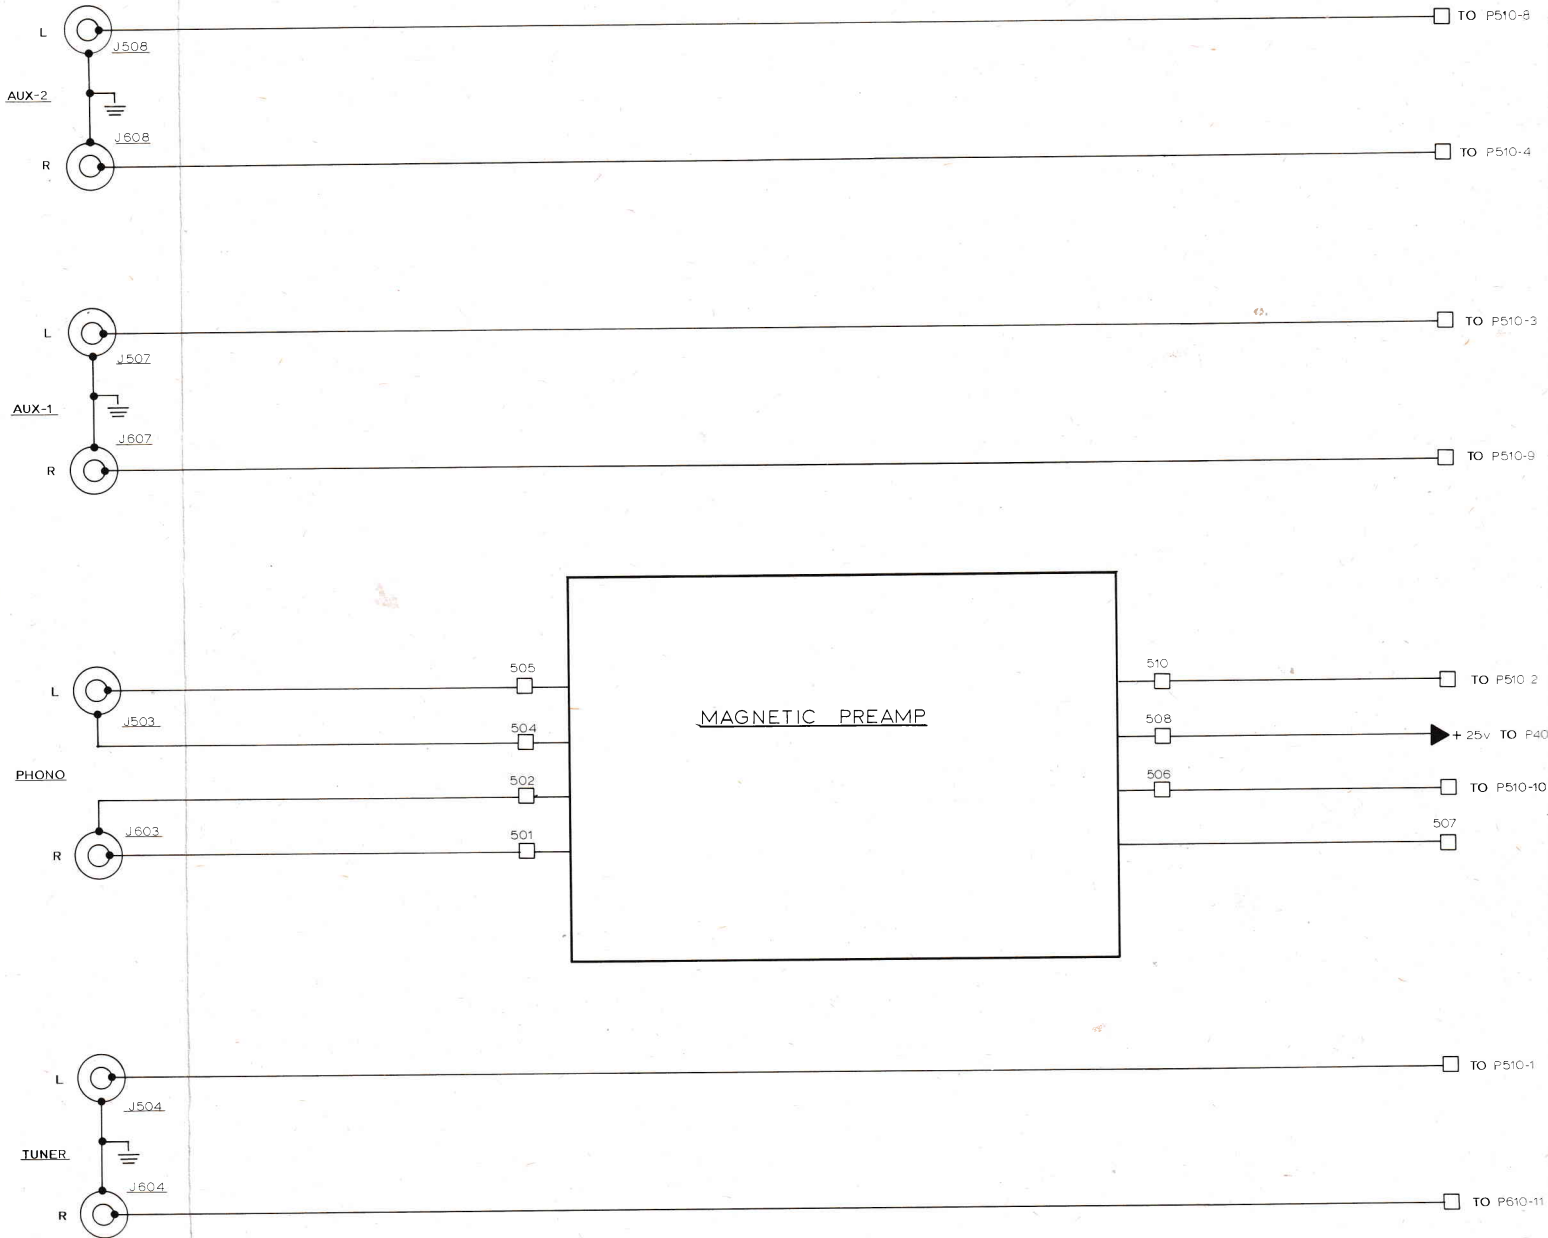 L
J508
TO P510-8
AUX-2
J608
R
TO P510-4
L
J507
TO P510-3
AUX-1
J607
R
TO P510-9
L
J503
505
510
TO P510 2
MAGNETIC PREAMP
504
508
+ 25v TO P40
PHONO
502
506
TO P510-10
J603
R
501
507
L
J504
TO P510-1
TUNER
J604
R
TO P610-11